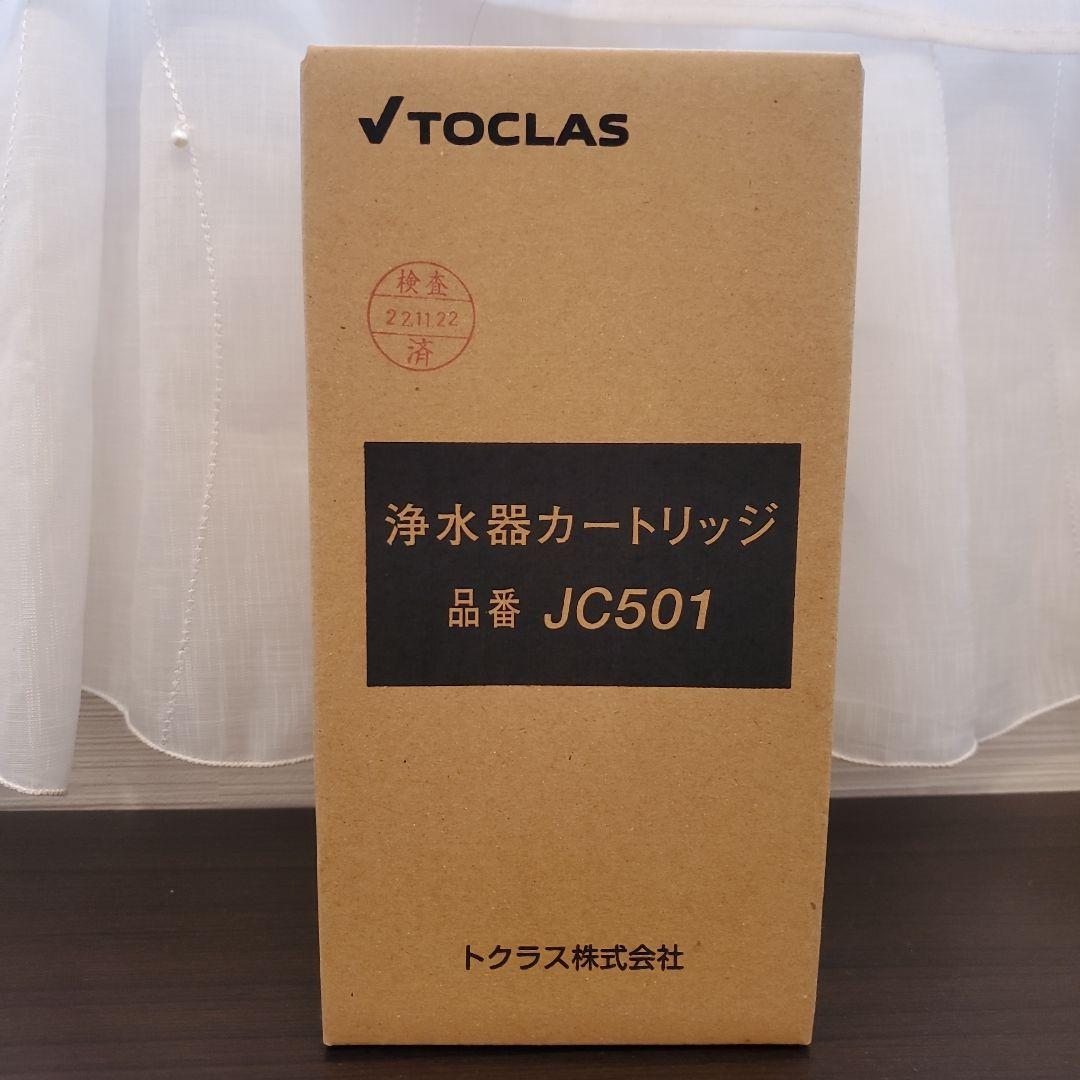 TOCLAS
検査
22.11.22
済
浄水器カートリッジ
品番 JC501
トクラス株式会社